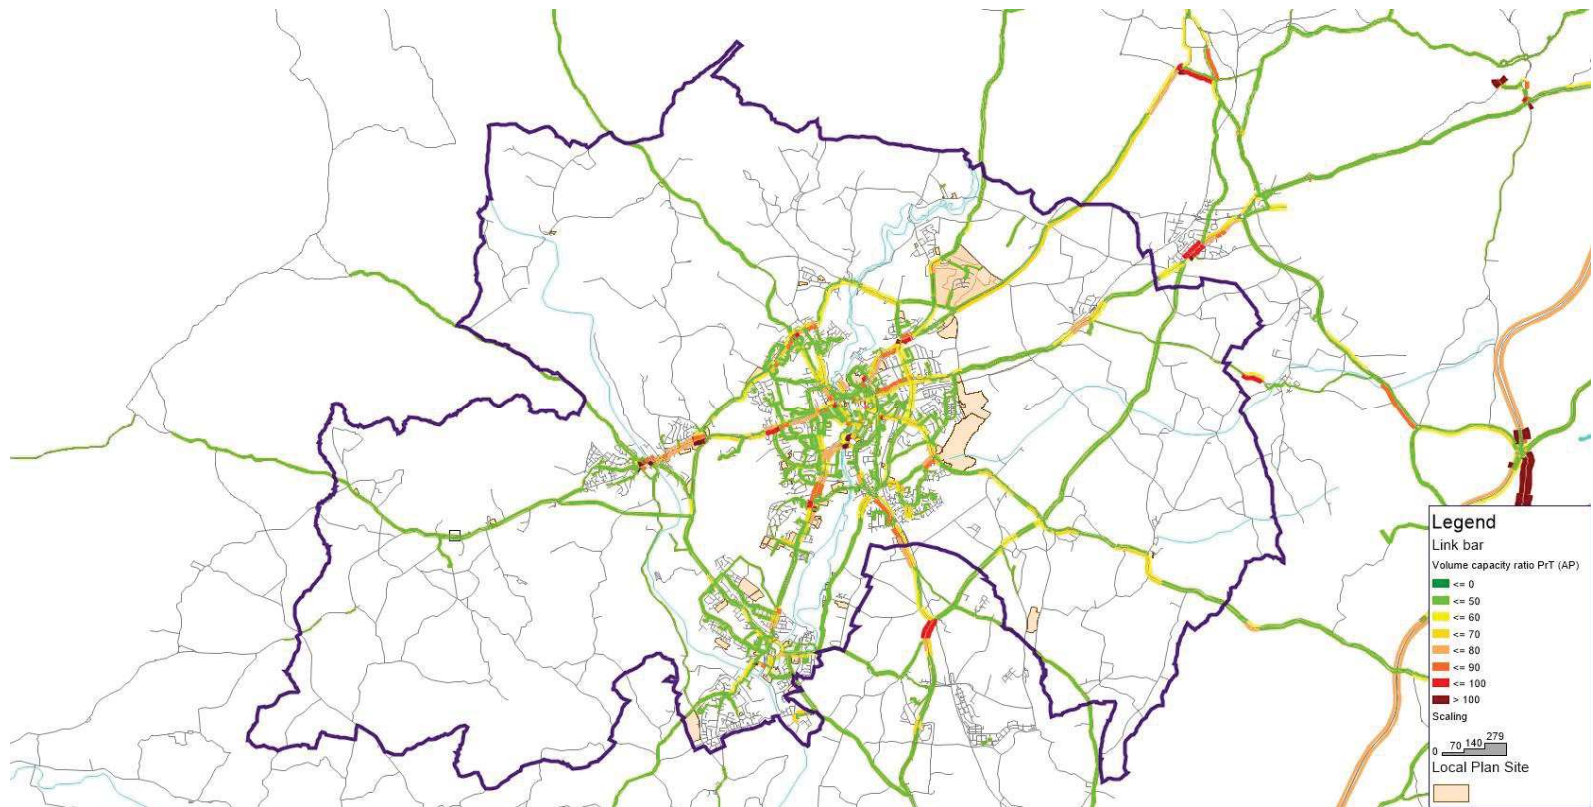 Legend
Link bar
Volume capacity ratio PrT (AP)
<= 0
<= 50
<= 60
<= 70
<= 80
<= 90
<= 100
> 100
Scaling
0 70 140 279
Local Plan Site